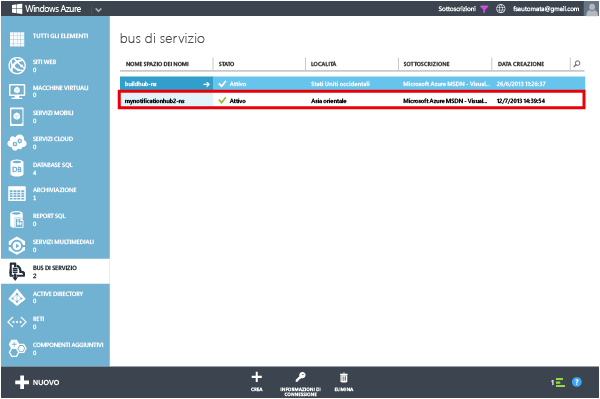 Windows Azure
Sottoscrizioni
fsautomata@gmail.com
TUTTI GLI ELEMENTI
SITI WEB
0
MACCHINE VIRTUALI
0
SERVIZI MOBILI
0
SERVIZI CLOUD
0
DATABASE SQL
4
ARCHIVIAZIONE
1
REPORT SQL
0
SERVIZI MULTIMEDIALI
0
BUS DI SERVIZIO
2
ACTIVE DIRECTORY
0
RETI
0
COMPONENTI AGGIUNTIVI
0
bus di servizio
NOME SPAZIO DEI NOMI STATO LOCALITÀ SOTTOSCRIZIONE DATA CREAZIONE
buildhub-ns Attivo Stati Uniti occidentali Microsoft Azure MSDN - Visual... 26/6/2013 11:26:37
mynotificationhub2-ns Attivo Asia orientale Microsoft Azure MSDN - Visual... 12/7/2013 14:39:54
NUOVO
CREA
INFORMAZIONI DI
CONNESSIONE
ELIMINA
1
?